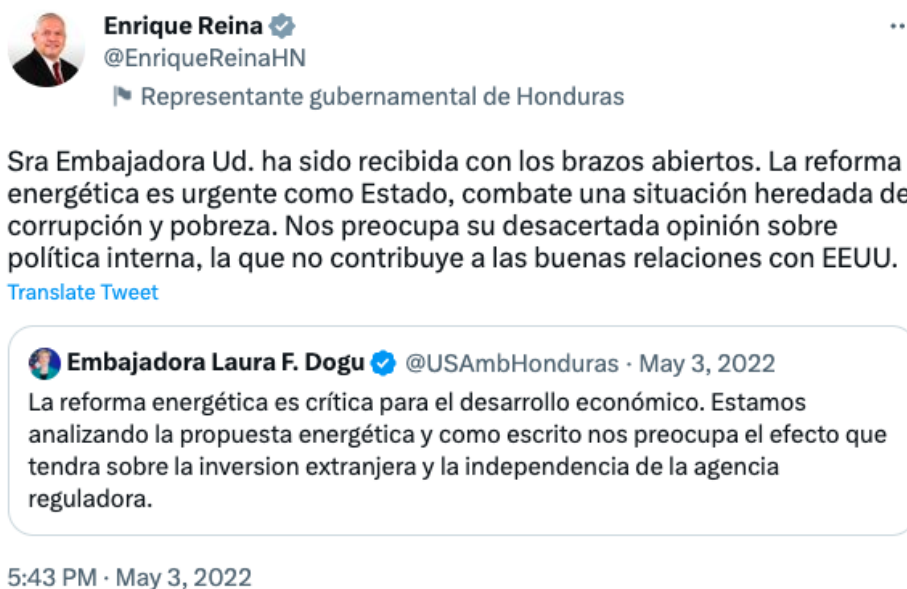 Enrique Reina
@EnriqueReinaHN
Representante gubernamental de Honduras
Sra Embajadora Ud. ha sido recibida con los brazos abiertos. La reforma
energética es urgente como Estado, combate una situación heredada de
corrupción y pobreza. Nos preocupa su desacertada opinión sobre
política interna, la que no contribuye a las buenas relaciones con EEUU.
Translate Tweet
Embajadora Laura F. Dogu @USAmbHonduras · May 3, 2022
La reforma energética es crítica para el desarrollo económico. Estamos
analizando la propuesta energética y como escrito nos preocupa el efecto que
tendra sobre la inversion extranjera y la independencia de la agencia
reguladora.
5:43 PM · May 3, 2022